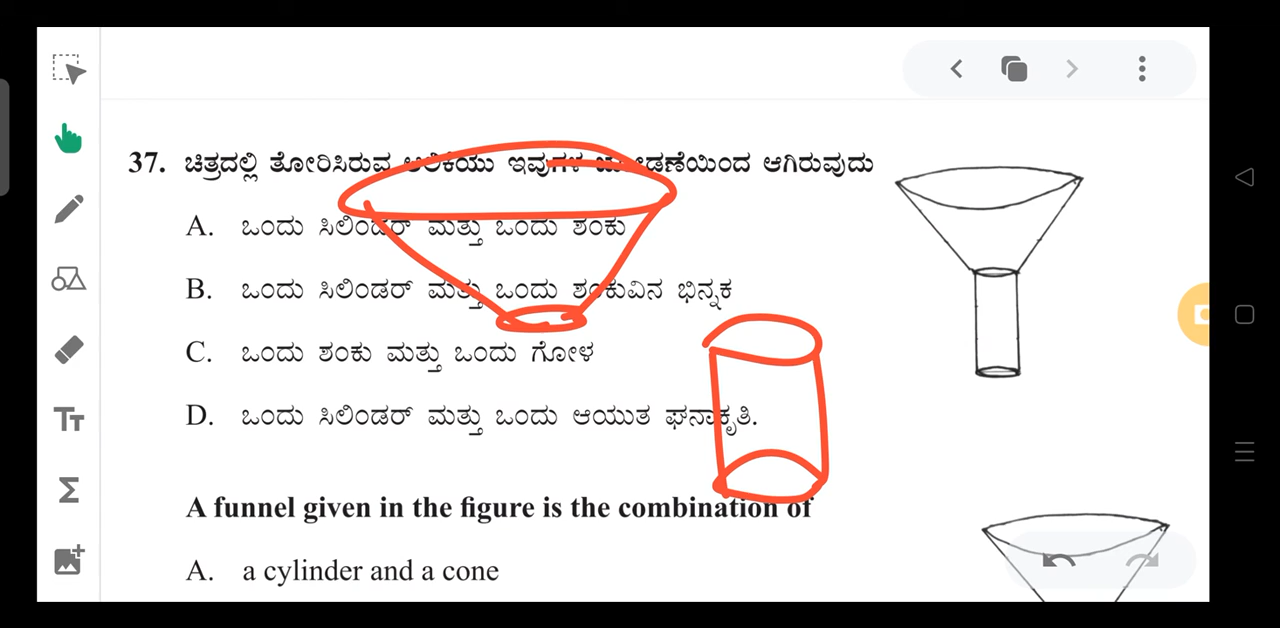 37. ಚಿತ್ರದಲ್ಲಿ ತೋರಿಸಿರುವ ಆಲಿಕೆಯು ಇವುಗಳ ಜೋಡಣೆಯಿಂದ ಆಗಿರುವುದು
A. ಒಂದು ಸಿಲಿಂಡರ್ ಮತ್ತು ಒಂದು ಶಂಕು
B. ಒಂದು ಸಿಲಿಂಡರ್ ಮತ್ತು ಒಂದು ಶಂಕುವಿನ ಭಿನ್ನಕ
C. ಒಂದು ಶಂಕು ಮತ್ತು ಒಂದು ಗೋಳ
D. ಒಂದು ಸಿಲಿಂಡರ್ ಮತ್ತು ಒಂದು ಆಯುತ ಘನಾಕೃತಿ.
A funnel given in the figure is the combination of
A. a cylinder and a cone